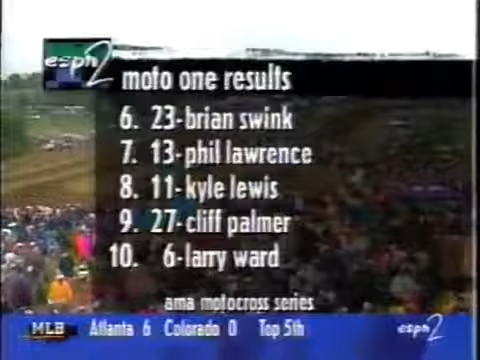 espn2
moto one results
6. 23-brian swink
7. 13-phil lawrence
8. 11-kyle lewis
9. 27-cliff palmer
10. 6-larry ward
ama motocross series
MLB Atlanta 6 Colorado 0 Top 5th espn2